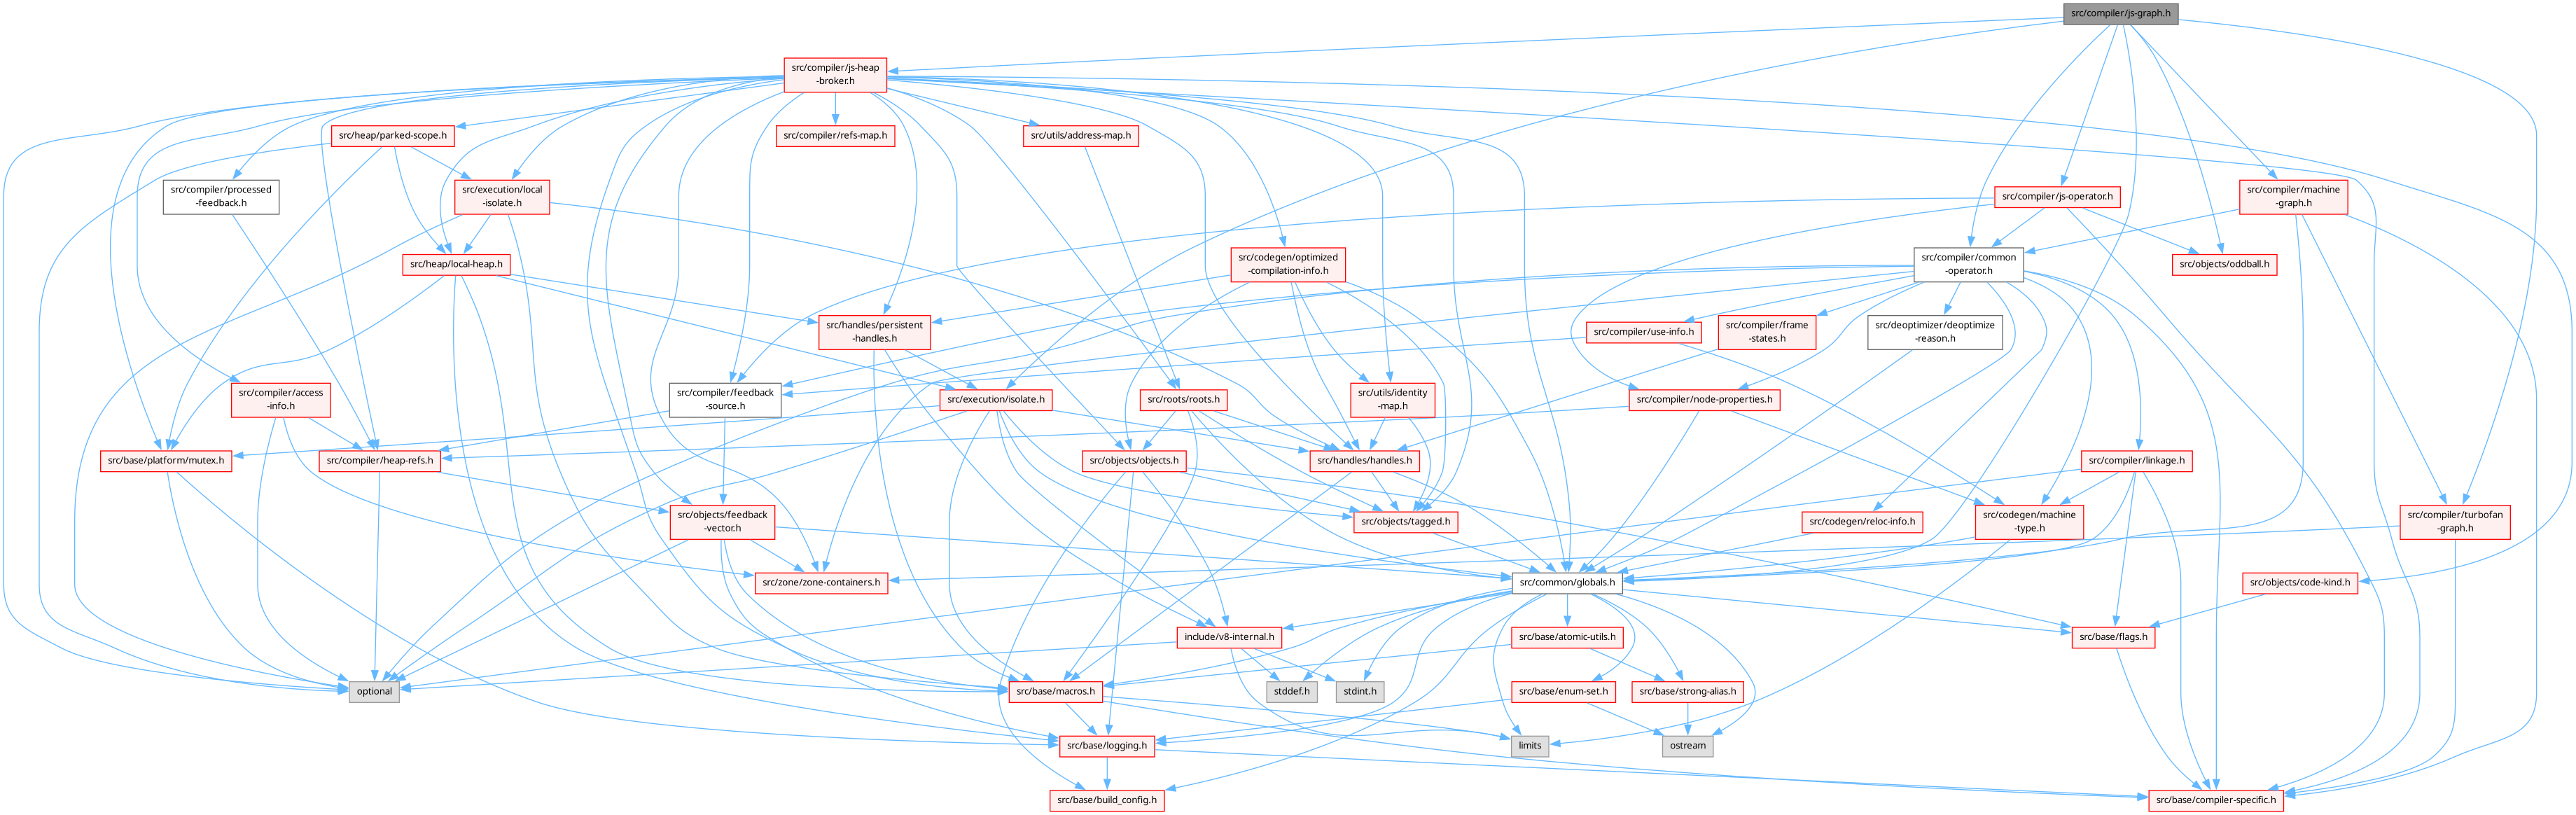 src/compiler/js-graph.h
src/compiler/js-heap
-broker.h
src/heap/parked-scope.h
src/compiler/refs-map.h
src/utils/address-map.h
src/compiler/processed
-feedback.h
src/execution/local
-isolate.h
src/compiler/js-operator.h
src/compiler/machine
-graph.h
src/heap/local-heap.h
src/codegen/optimized
-compilation-info.h
src/compiler/common
-operator.h
src/objects/oddball.h
src/handles/persistent
-handles.h
src/compiler/use-info.h
src/compiler/frame
-states.h
src/deoptimizer/deoptimize
-reason.h
src/compiler/access
-info.h
src/compiler/feedback
-source.h
src/execution/isolate.h
src/roots/roots.h
src/utils/identity
-map.h
src/compiler/node-properties.h
src/base/platform/mutex.h
src/compiler/heap-refs.h
src/objects/objects.h
src/handles/handles.h
src/compiler/linkage.h
src/objects/feedback
-vector.h
src/objects/tagged.h
src/codegen/reloc-info.h
src/codegen/machine
-type.h
src/compiler/turbofan
-graph.h
src/zone/zone-containers.h
src/common/globals.h
src/objects/code-kind.h
include/v8-internal.h
src/base/atomic-utils.h
src/base/flags.h
optional
src/base/macros.h
stddef.h
stdint.h
src/base/enum-set.h
src/base/strong-alias.h
src/base/logging.h
limits
ostream
src/base/build_config.h
src/base/compiler-specific.h